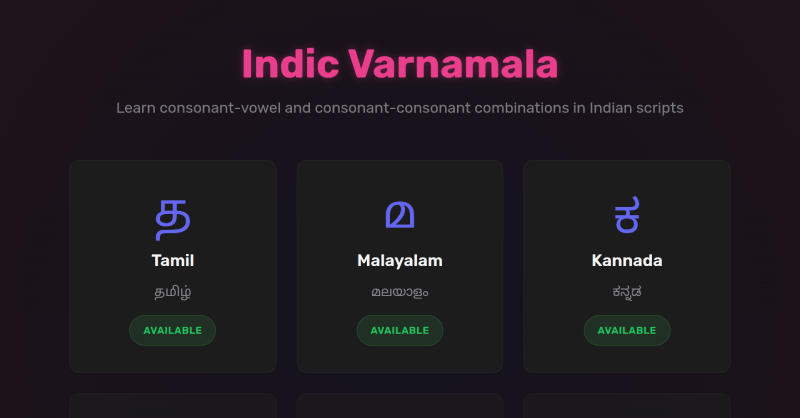 Indic Varnamala
Learn consonant-vowel and consonant-consonant combinations in Indian scripts
த
Tamil
தமிழ்
AVAILABLE
മ
Malayalam
മലയാളം
AVAILABLE
ಕ
Kannada
ಕನ್ನಡ
AVAILABLE